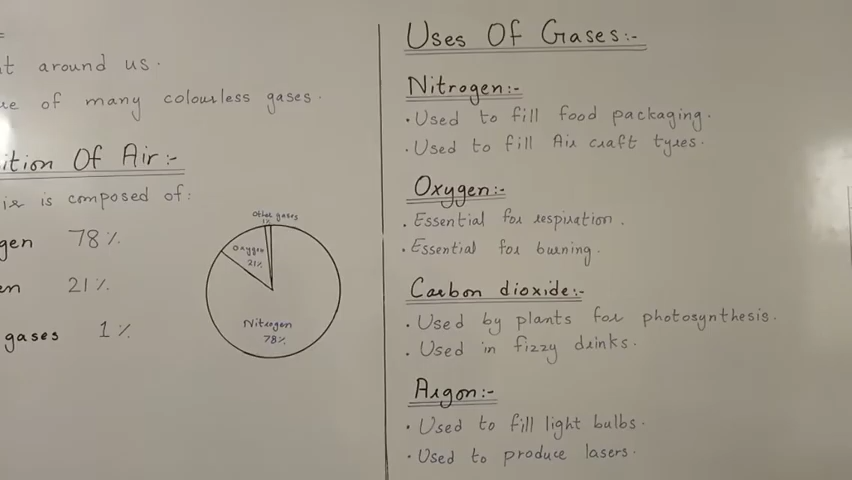 nt around us.
of many colourless gases.
ition Of Air:-
is composed of:
gen 78%
en 21%
gases 1%
Other gases
1%
Oxygen
21%
Nitrogen
78%
Uses Of Gases:-
Nitrogen:-
• Used to fill food packaging.
• Used to fill Air craft tyres.
Oxygen:-
• Essential for respiration.
• Essential for burning.
Carbon dioxide:-
• Used by plants for photosynthesis.
• Used in fizzy drinks.
Argon:-
• Used to fill light bulbs.
• Used to produce lasers.